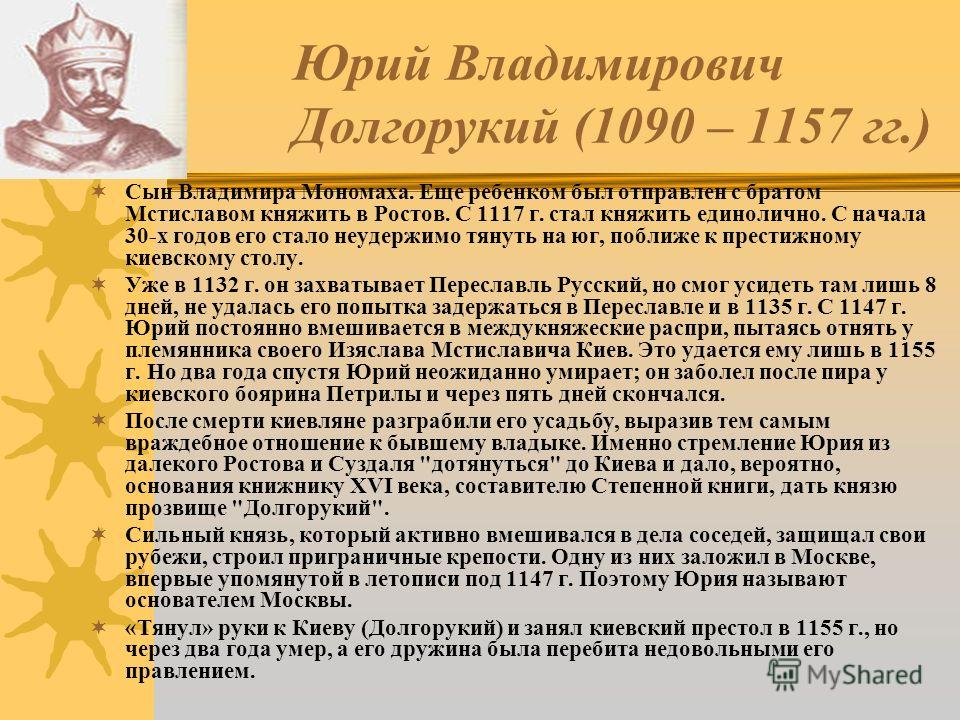 Юрий Владимирович
Долгорукий (1090 – 1157 гг.)
Сын Владимира Мономаха. Еще ребенком был отправлен с братом
Мстиславом княжить в Ростов. С 1117 г. стал княжить единолично. С начала
30-х годов его стало неудержимо тянуть на юг, поближе к престижному
киевскому столу.
Уже в 1132 г. он захватывает Переславль Русский, но смог усидеть там лишь 8
дней, не удалась его попытка задержаться в Переславле и в 1135 г. С 1147 г.
Юрий постоянно вмешивается в междукняжеские распри, пытаясь отнять у
племянника своего Изяслава Мстиславича Киев. Это удается ему лишь в 1155
г. Но два года спустя Юрий неожиданно умирает; он заболел после пира у
киевского боярина Петрилы и через пять дней скончался.
После смерти киевляне разграбили его усадьбу, выразив тем самым
враждебное отношение к бывшему владыке. Именно стремление Юрия из
далекого Ростова и Суздаля "дотянуться" до Киева и дало, вероятно,
основания книжнику XVI века, составителю Степенной книги, дать князю
прозвище "Долгорукий".
Сильный князь, который активно вмешивался в дела соседей, защищал свои
рубежи, строил приграничные крепости. Одну из них заложил в Москве,
впервые упомянутой в летописи под 1147 г. Поэтому Юрия называют
основателем Москвы.
«Тянул» руки к Киеву (Долгорукий) и занял киевский престол в 1155 г., но
через два года умер, а его дружина была перебита недовольными его
правлением.
MyShared